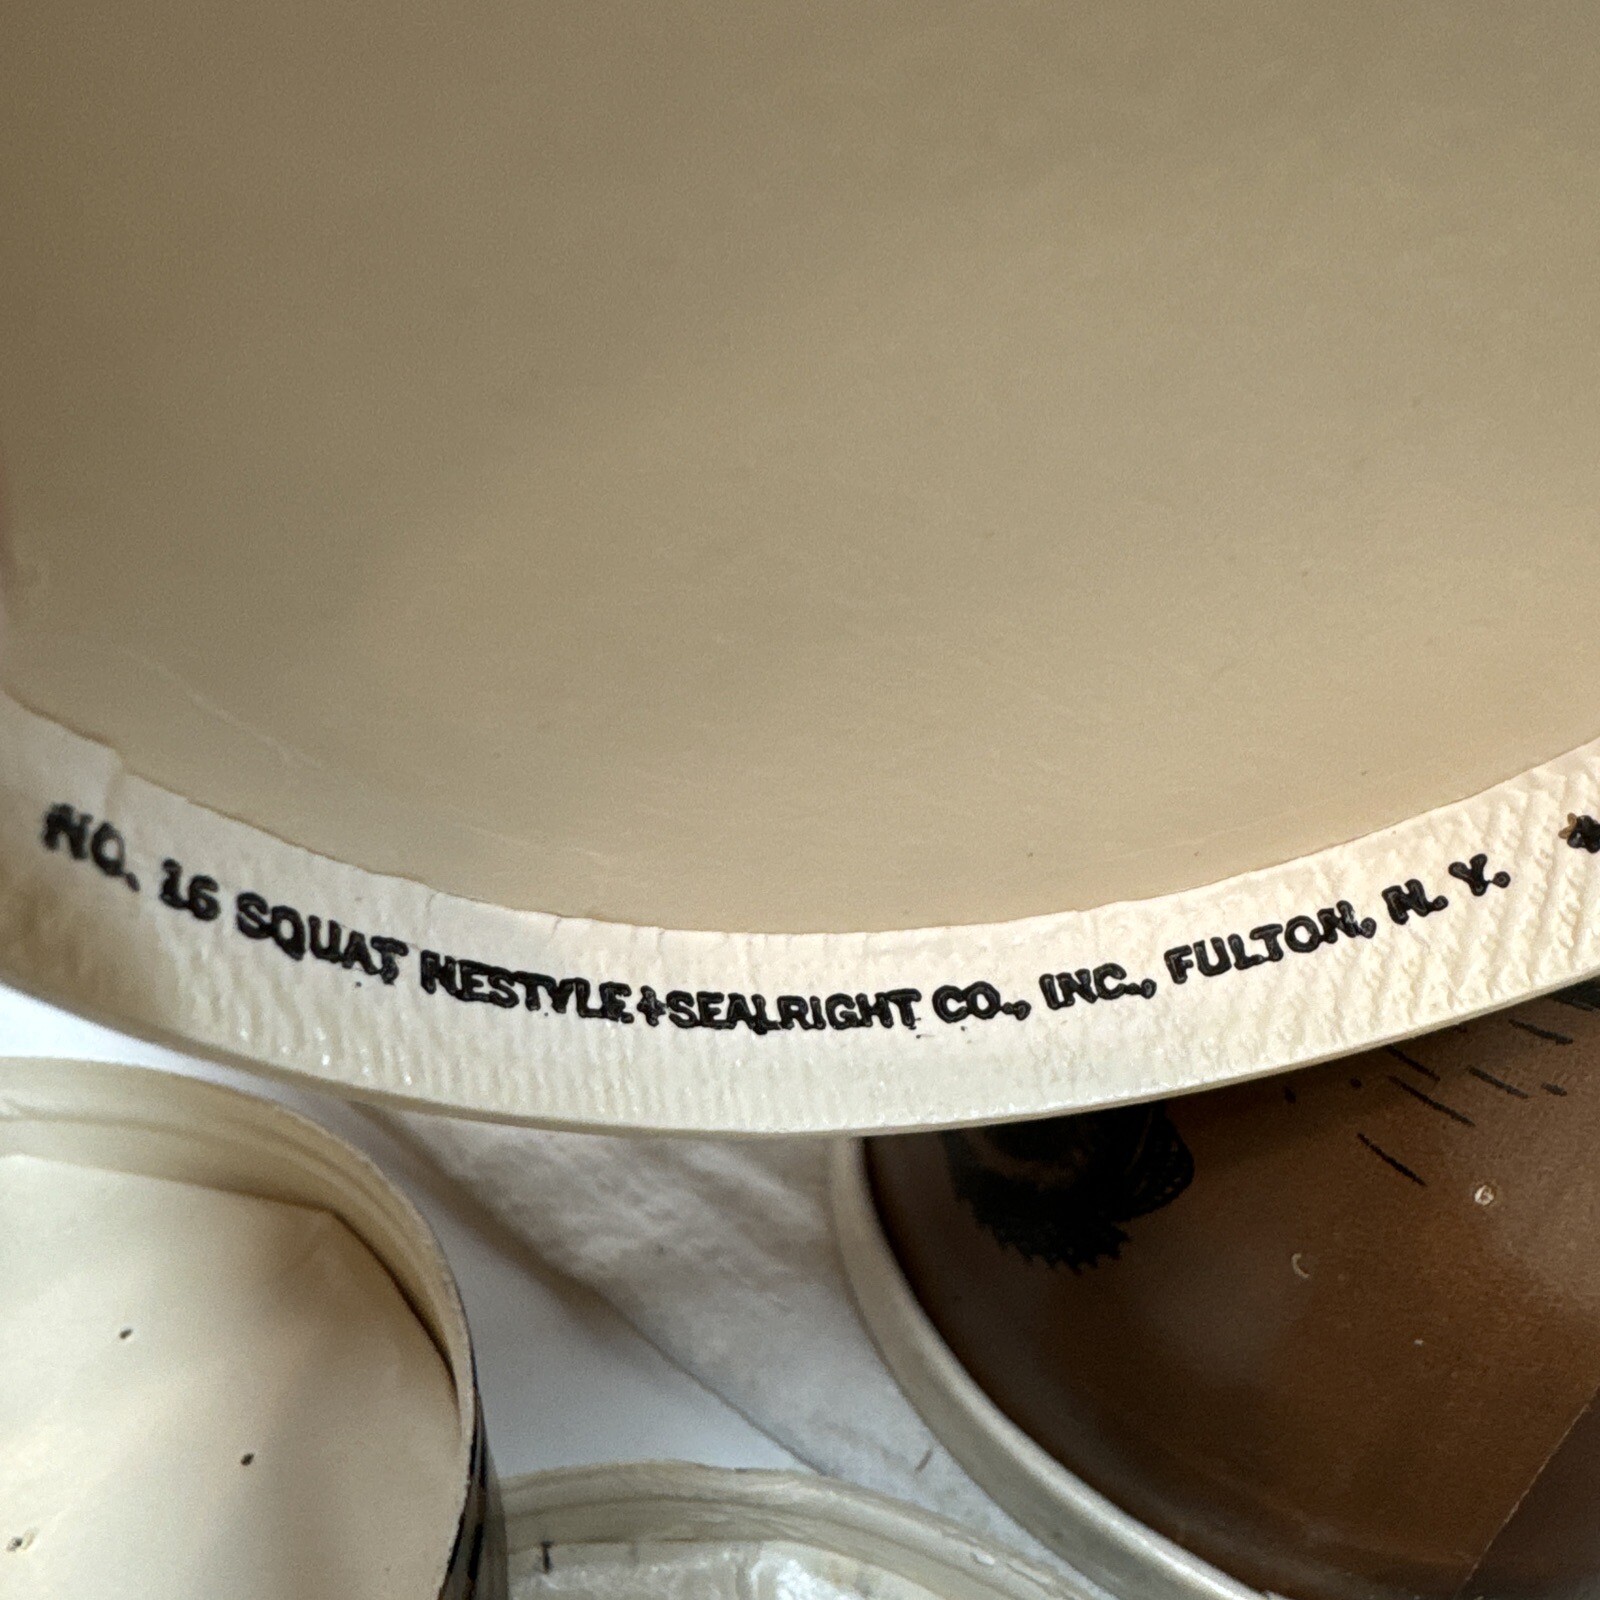 NO. 16 SQUAT NESTYLE+SEALRIGHT CO., INC., FULTON, N. Y.